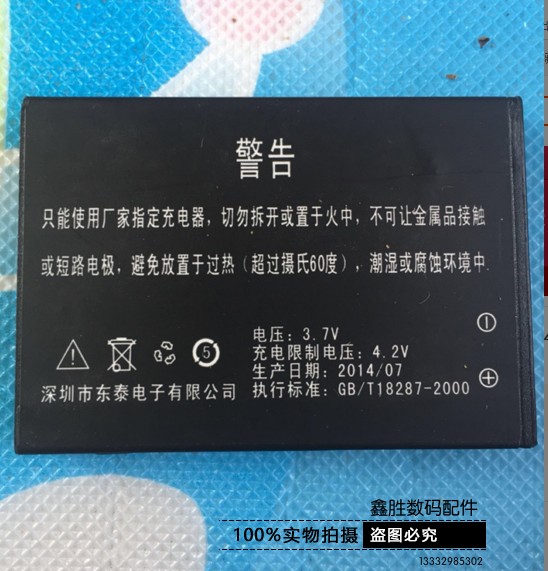 警告
只能使用厂家指定充电器，切勿拆开或置于火中，不可让金属品接触
或短路电极，避免放置于过热（超过摄氏60度），潮湿或腐蚀环境中.
电压：3.7V
充电限制电压：4.2V
生产日期：2014/07
执行标准：GB/T18287-2000
5
深圳市东泰电子有限公司
鑫胜数码配件
100%实物拍摄 盗图必究
13332985302